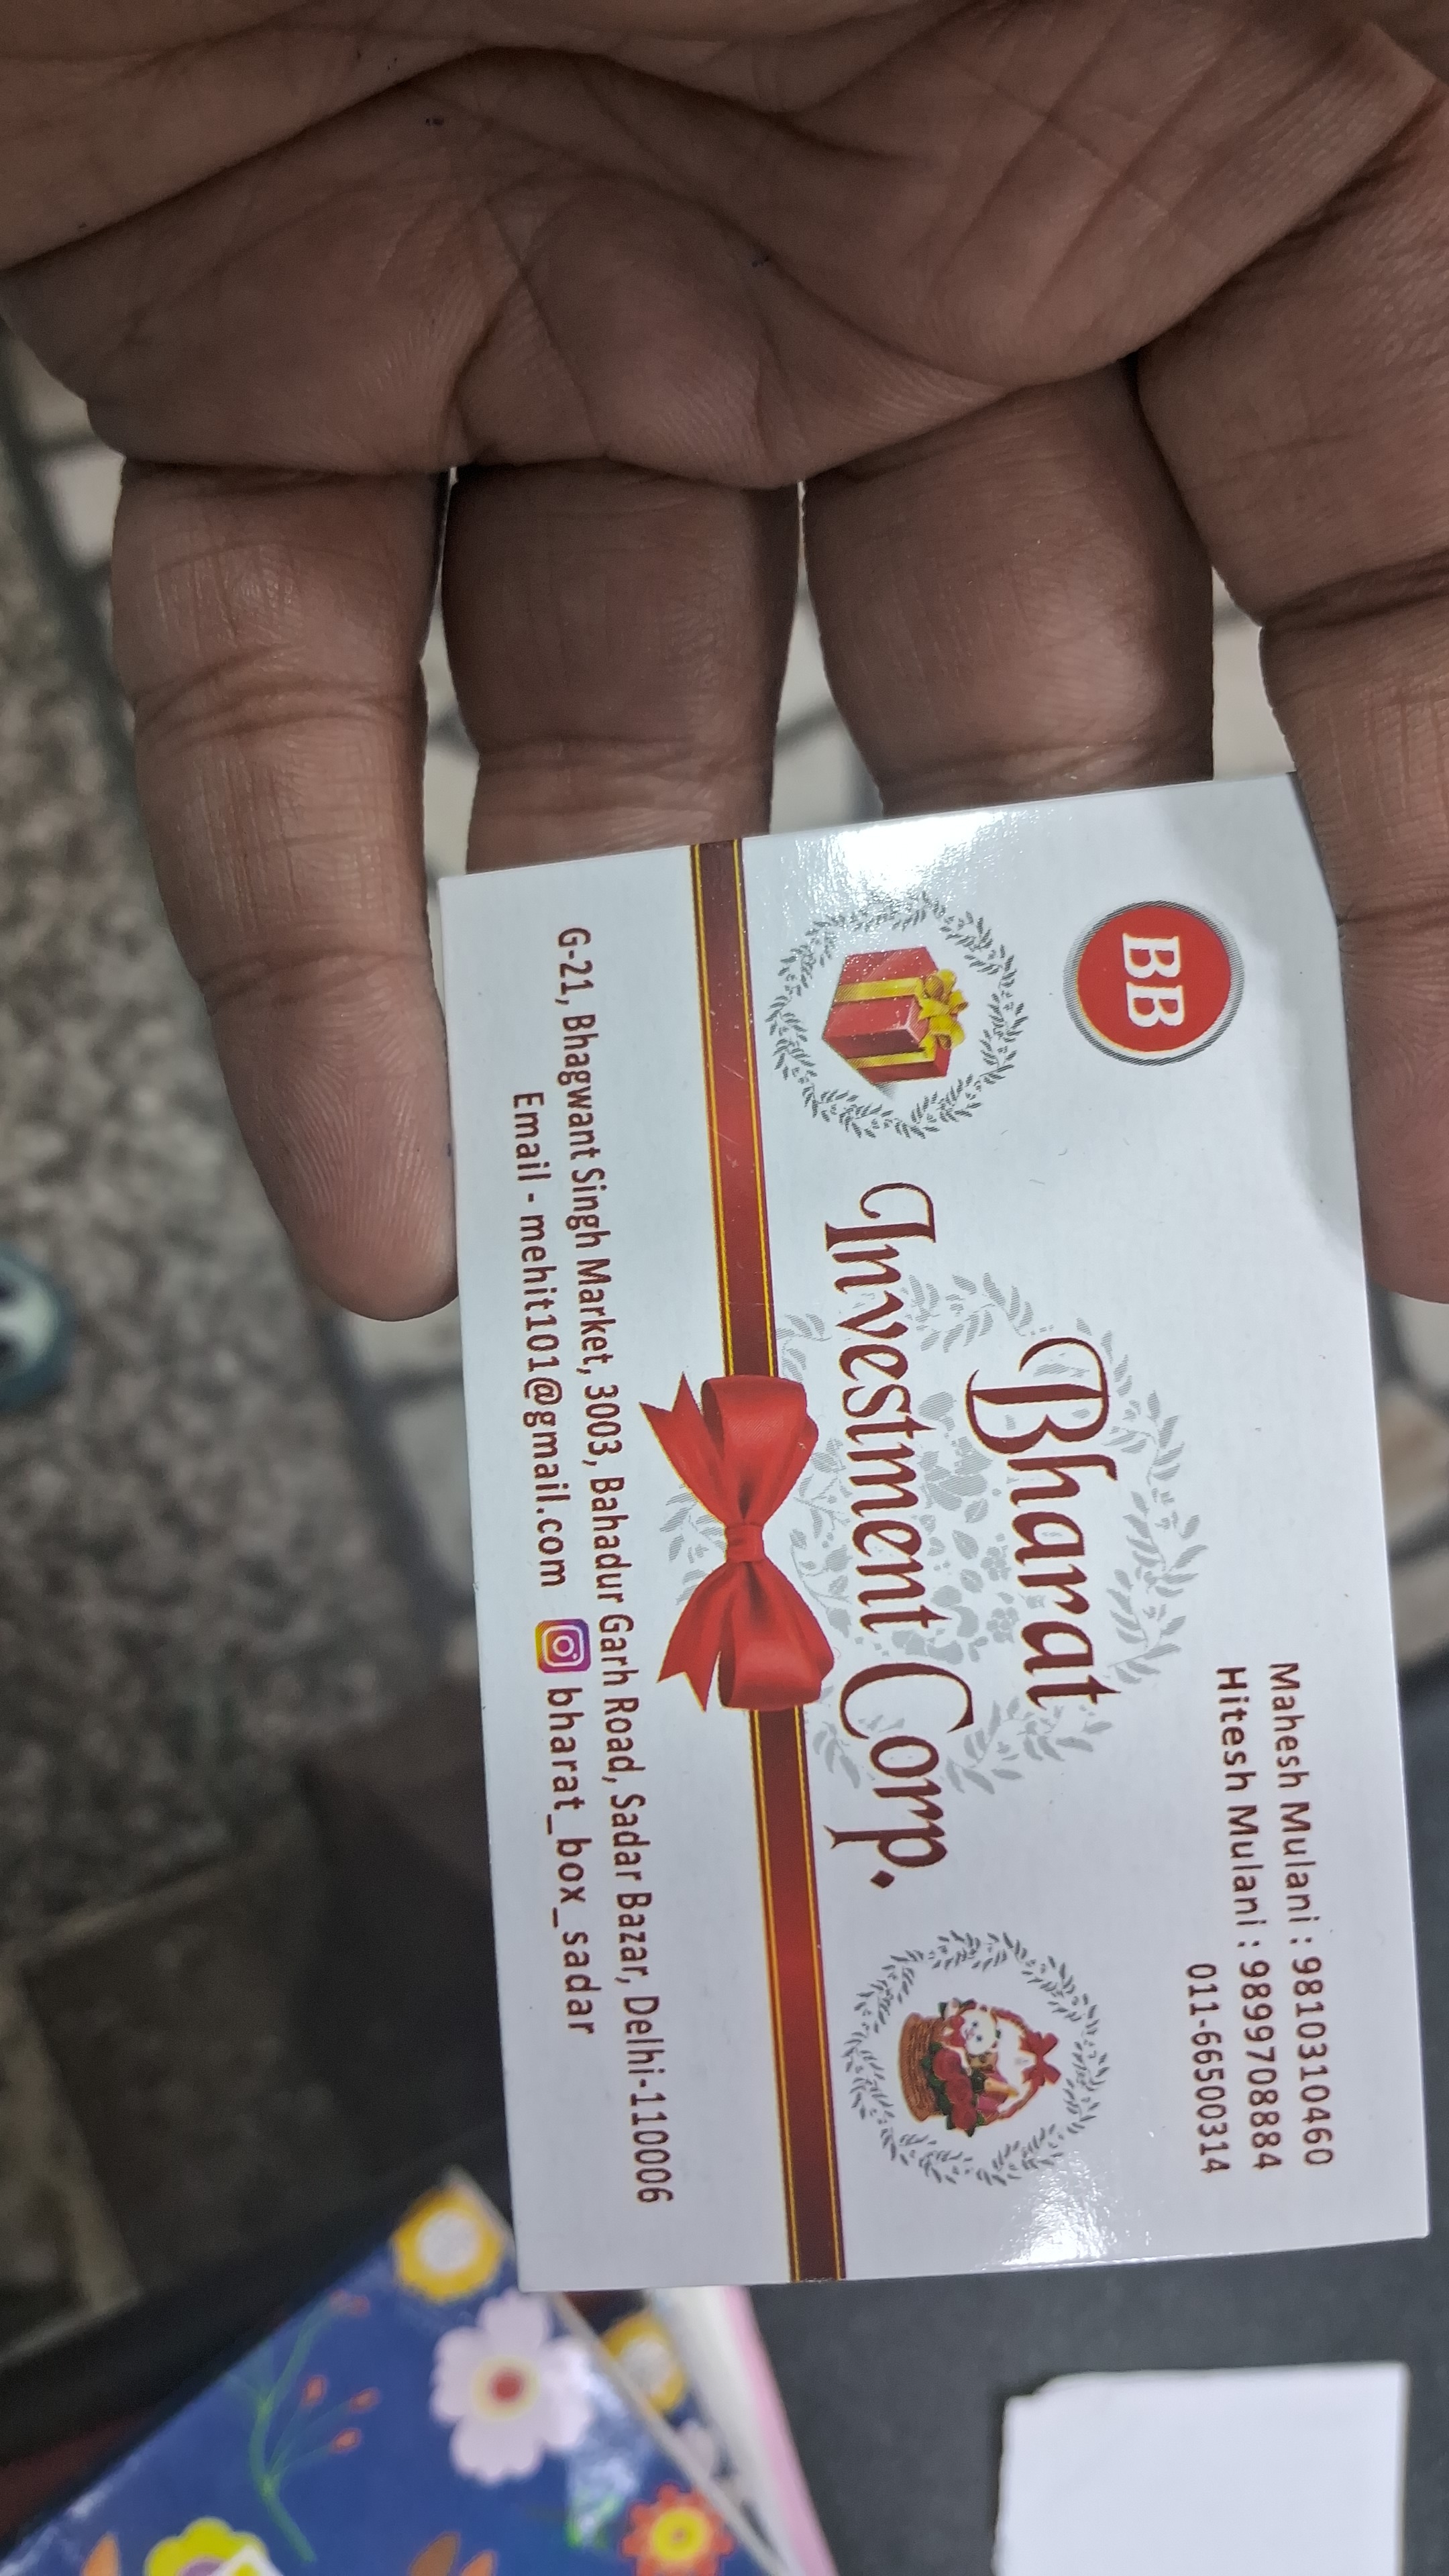 Mahesh Mulani : 9810310460
Hitesh Mulani : 9899708884
011-66500314
BB
Bharat
Investment Corp.
G-21, Bhagwant Singh Market, 3003, Bahadur Garh Road, Sadar Bazar, Delhi-110006
Email - mehit101@gmail.com bharat_box_sadar